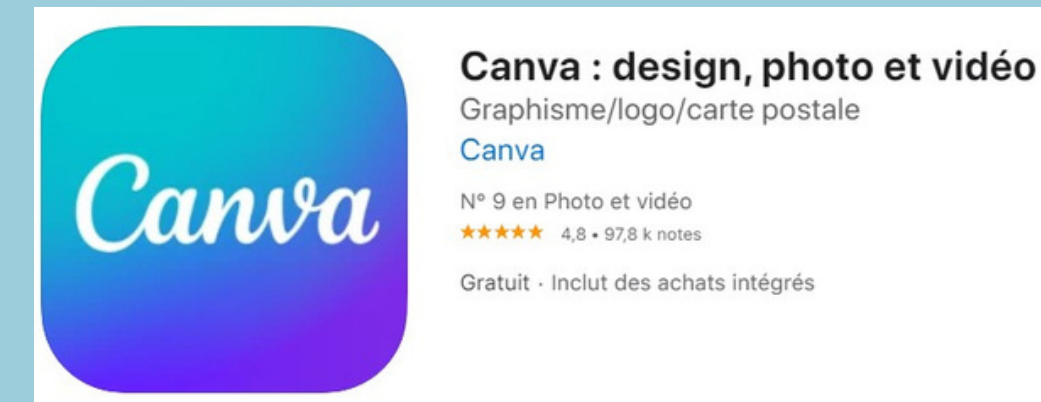 Canva
Canva : design, photo et vidéo
Graphisme/logo/carte postale
Canva
N° 9 en Photo et vidéo
★★★★★ 4,8 • 97,8 k notes
Gratuit · Inclut des achats intégrés